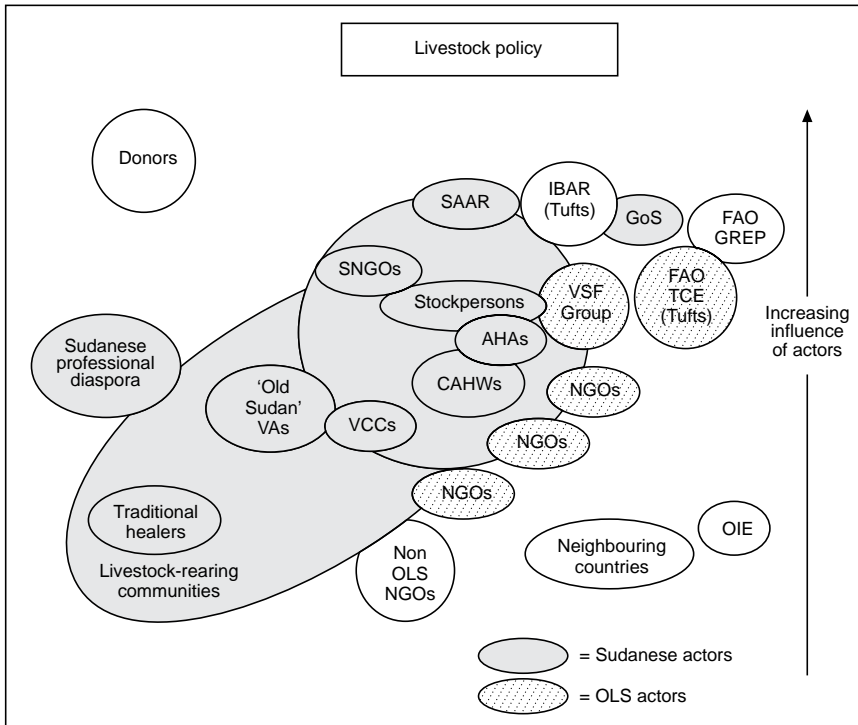 Livestock policy
Donors
SAAR
IBAR
(Tufts)
GoS
FAO
GREP
SNGOs
Stockpersons
VSF
Group
FAO
TCE
(Tufts)
Increasing
influence
of actors
AHAs
Sudanese
professional
diaspora
'Old
Sudan'
VAs
CAHWs
NGOs
VCCs
NGOs
NGOs
Traditional
healers
OIE
Livestock-rearing
communities
Non
OLS
NGOs
Neighbouring
countries
= Sudanese actors
= OLS actors